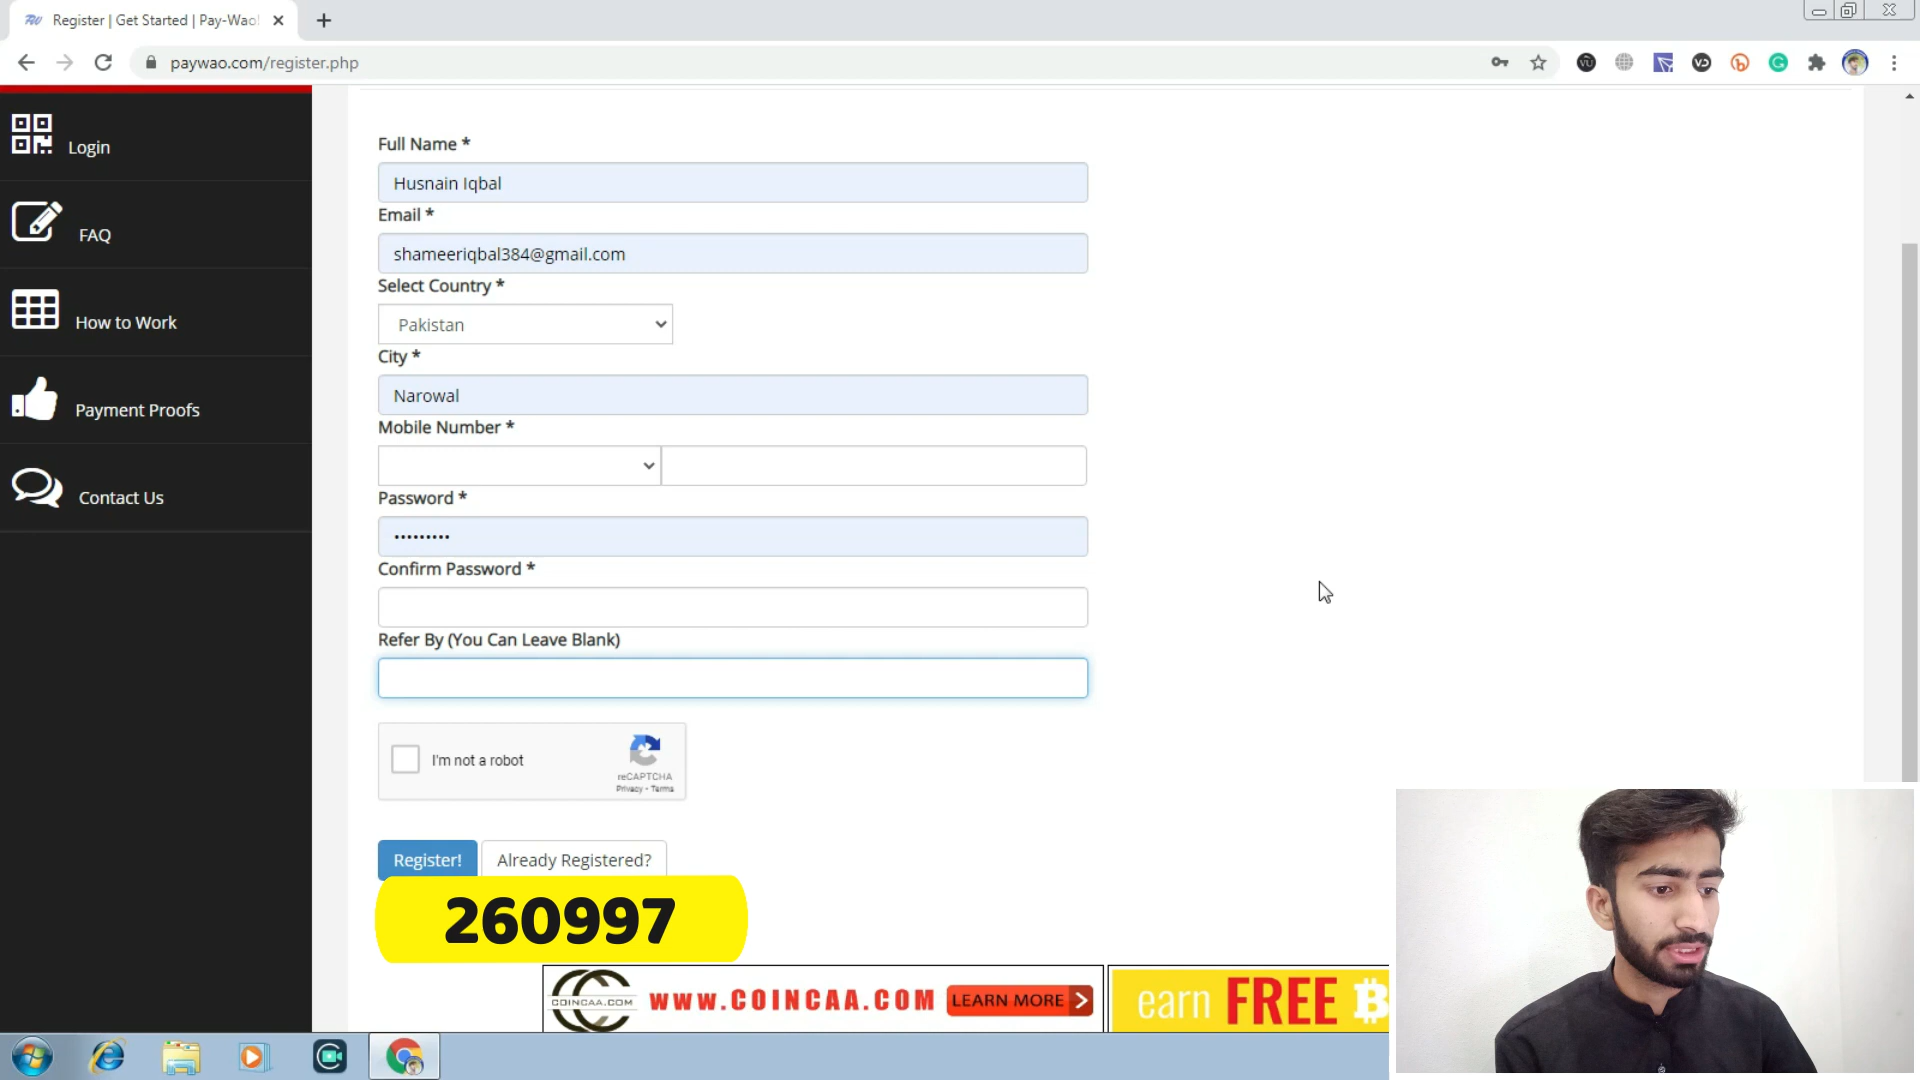 Register | Get Started | Pay-Wao
paywao.com/register.php
Login
FAQ
How to Work
Payment Proofs
Contact Us
Full Name *
Husnain Iqbal
Email *
shameeriqbal384@gmail.com
Select Country *
Pakistan
City *
Narowal
Mobile Number *
Password *
•••••••••
Confirm Password *
Refer By (You Can Leave Blank)
I'm not a robot
reCAPTCHA
Privacy - Terms
Register!
Already Registered?
260997
COINCAA.COM
WWW.COINCAA.COM
LEARN MORE
earn FREE